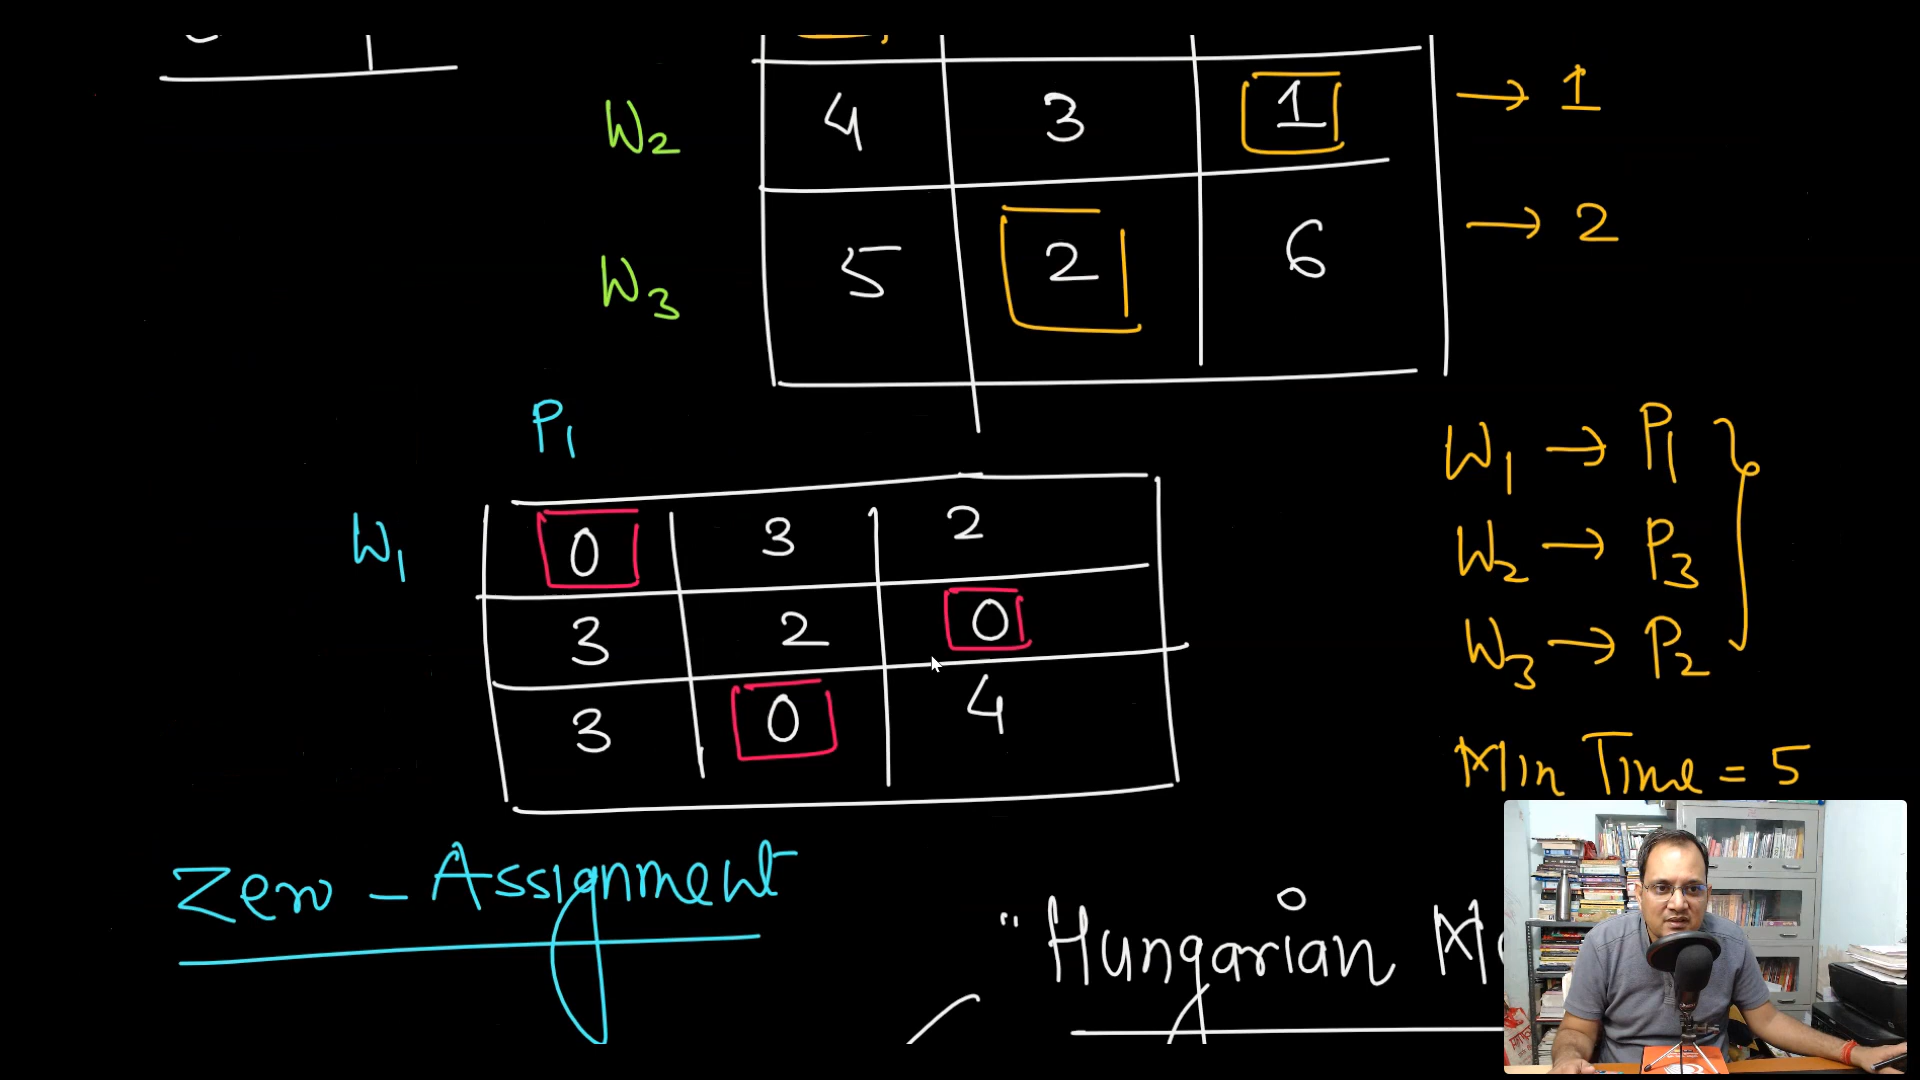 W2 4 3 1 → 1
W3 5 2 6 → 2
P1
W1 0 3 2
3 2 0
3 0 4
W1 → P1
W2 → P3
W3 → P2
Min Time = 5
Zero - Assignment
"Hungarian